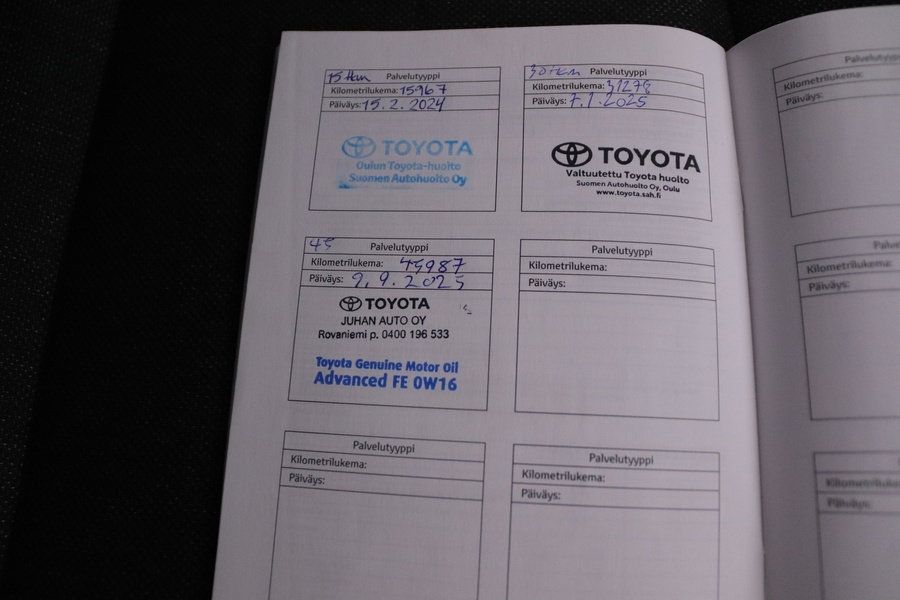 15 tkm Palvelutyyppi
Kilometrilukema: 15967
Päiväys: 15.2.2024
TOYOTA
Oulun Toyota-huolto
Suomen Autohuolto Oy
30 tkm Palvelutyyppi
Kilometrilukema: 31278
Päiväys: 7.1.2025
TOYOTA
Valtuutettu Toyota huolto
Suomen Autohuolto Oy, Oulu
www.toyota.sah.fi
45 Palvelutyyppi
Kilometrilukema: 45987
Päiväys: 9.9.2025
TOYOTA
JUHAN AUTO OY
Rovaniemi p. 0400 196 533
Toyota Genuine Motor Oil
Advanced FE 0W16
Palvelutyyppi
Kilometrilukema:
Päiväys:
Palvelutyyppi
Kilometrilukema:
Päiväys:
Palvelutyyppi
Kilometrilukema:
Päiväys:
Kilometrilukema:
Päiväys:
Kilometrilukema:
Päiväys:
Päiväys: